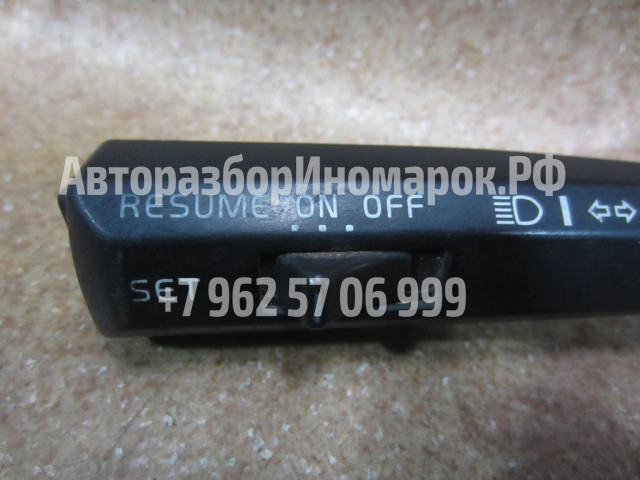 АвторазборИномарок.РФ
RESUME ON OFF
SET
+7 962 57 06 999